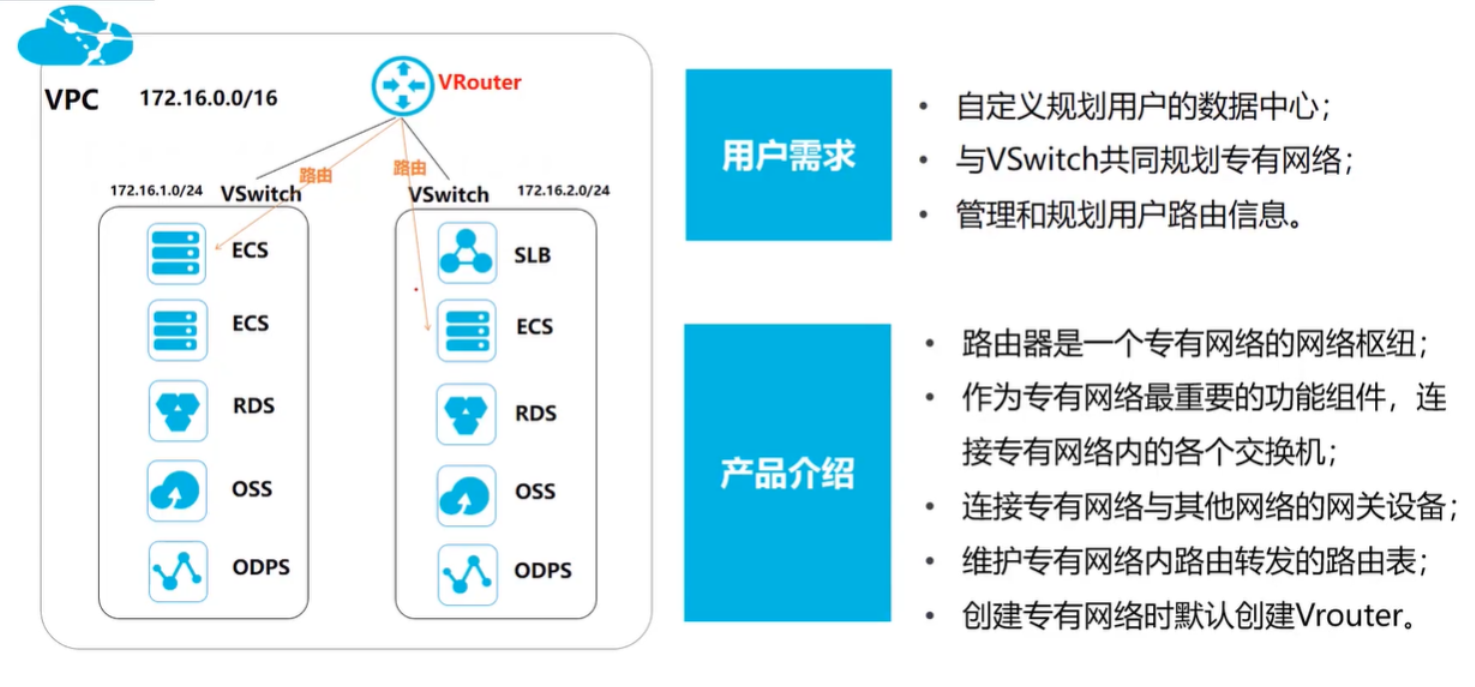 VPC 172.16.0.0/16
VRouter
路由
路由
172.16.1.0/24 VSwitch
VSwitch 172.16.2.0/24
ECS
ECS
RDS
OSS
ODPS
SLB
ECS
RDS
OSS
ODPS
用户需求
• 自定义规划用户的数据中心；
• 与VSwitch共同规划专有网络；
• 管理和规划用户路由信息。
产品介绍
• 路由器是一个专有网络的网络枢纽；
• 作为专有网络最重要的功能组件，连
接专有网络内的各个交换机；
• 连接专有网络与其他网络的网关设备；
• 维护专有网络内路由转发的路由表；
• 创建专有网络时默认创建Vrouter。